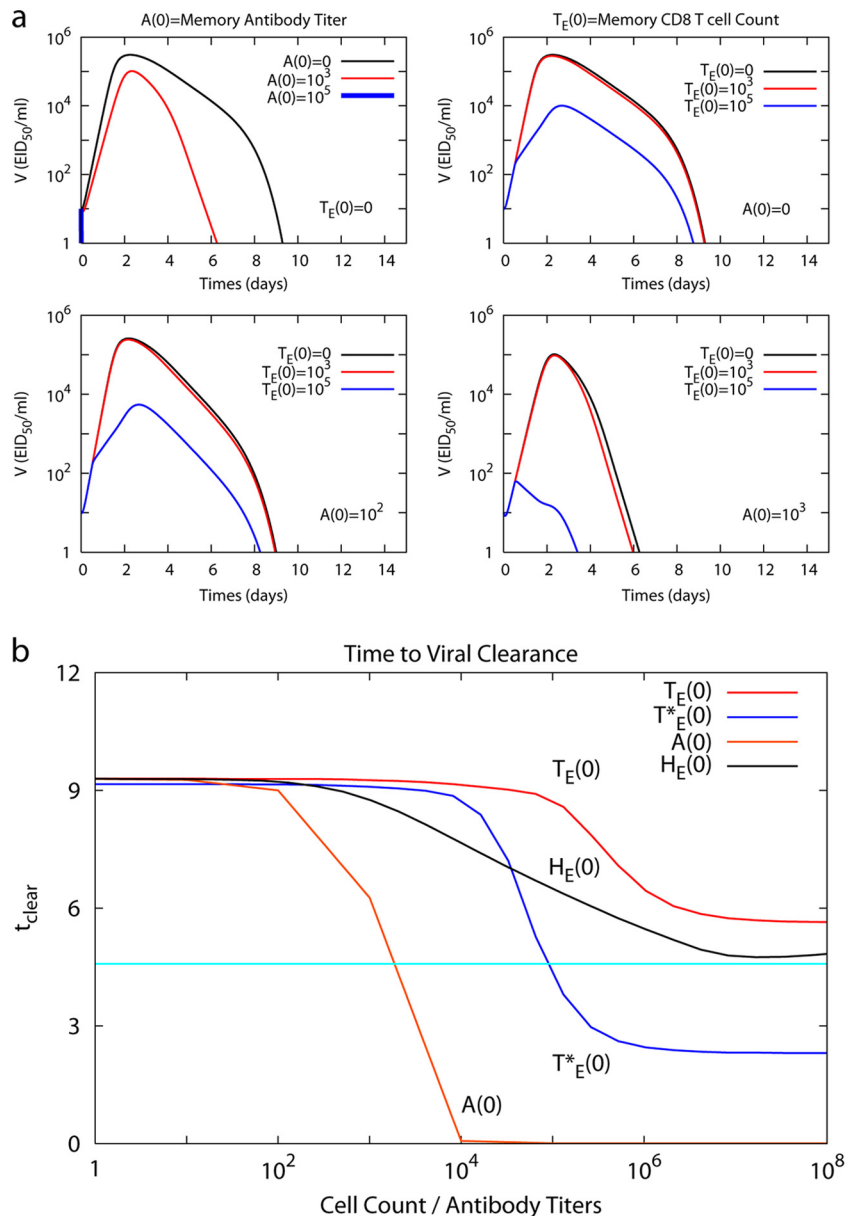 a
A(0)=Memory Antibody Titer
T_E(0)=Memory CD8 T cell Count
V (EID50/ml)
10^6
10^4
10^2
1
A(0)=0
A(0)=10^3
A(0)=10^5
T_E(0)=0
0 2 4 6 8 10 12 14
Times (days)
V (EID50/ml)
10^6
10^4
10^2
1
T_E(0)=0
T_E(0)=10^3
T_E(0)=10^5
A(0)=0
0 2 4 6 8 10 12 14
Times (days)
V (EID50/ml)
10^6
10^4
10^2
1
T_E(0)=0
T_E(0)=10^3
T_E(0)=10^5
A(0)=10^2
0 2 4 6 8 10 12 14
Times (days)
V (EID50/ml)
10^6
10^4
10^2
1
T_E(0)=0
T_E(0)=10^3
T_E(0)=10^5
A(0)=10^3
0 2 4 6 8 10 12 14
Times (days)
b
Time to Viral Clearance
t_clear
12
9
6
3
0
T_E(0)
T*_E(0)
A(0)
H_E(0)
T_E(0)
H_E(0)
T*_E(0)
A(0)
1 10^2 10^4 10^6 10^8
Cell Count / Antibody Titers